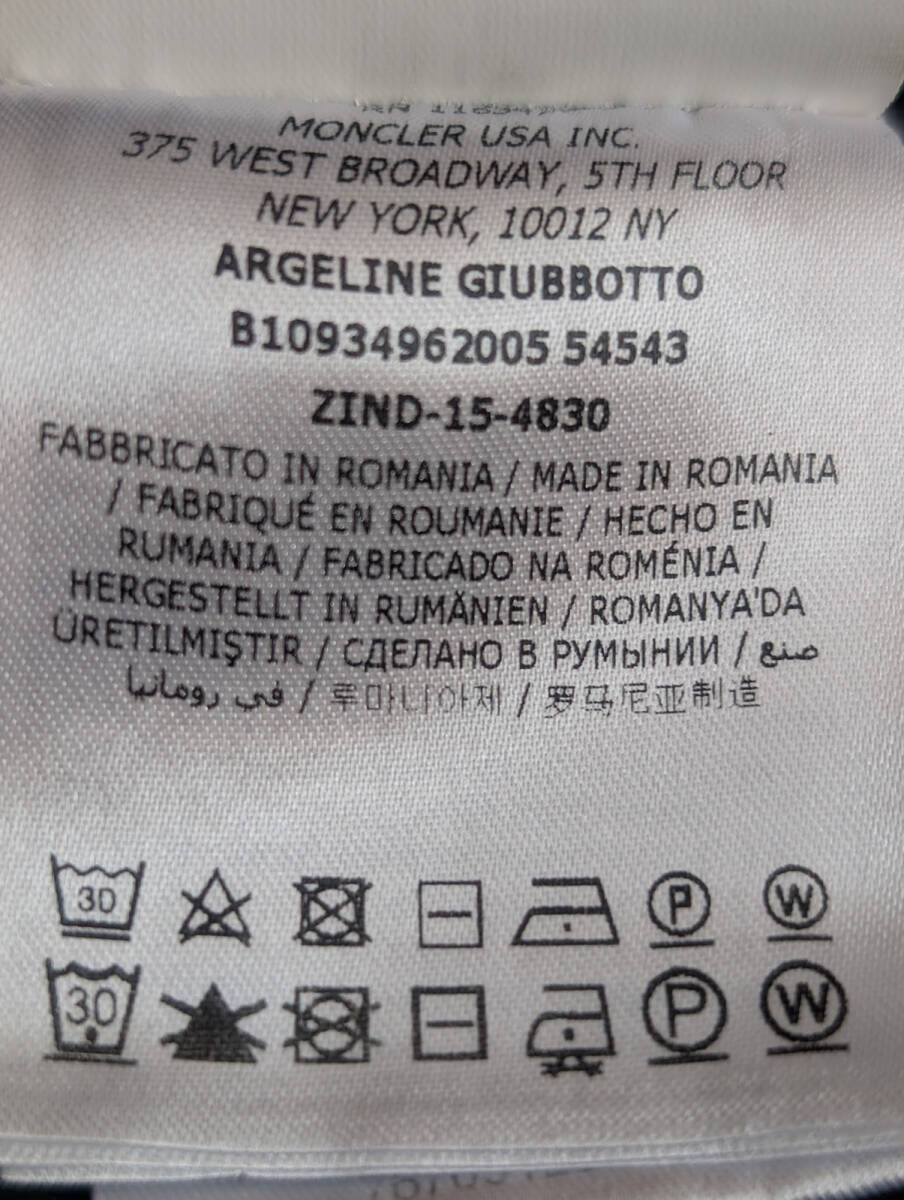 MONCLER USA INC.
375 WEST BROADWAY, 5TH FLOOR
NEW YORK, 10012 NY
ARGELINE GIUBBOTTO
B10934962005 54543
ZIND-15-4830
FABBRICATO IN ROMANIA / MADE IN ROMANIA
/ FABRIQUÉ EN ROUMANIE / HECHO EN
RUMANIA / FABRICADO NA ROMÉNIA /
HERGESTELLT IN RUMÄNIEN / ROMANYA'DA
ÜRETILMIŞTIR / СДЕЛАНО В РУМЫНИИ / صنع
في رومانيا / 루마니아제 / 罗马尼亚制造
30 P W
30 P W